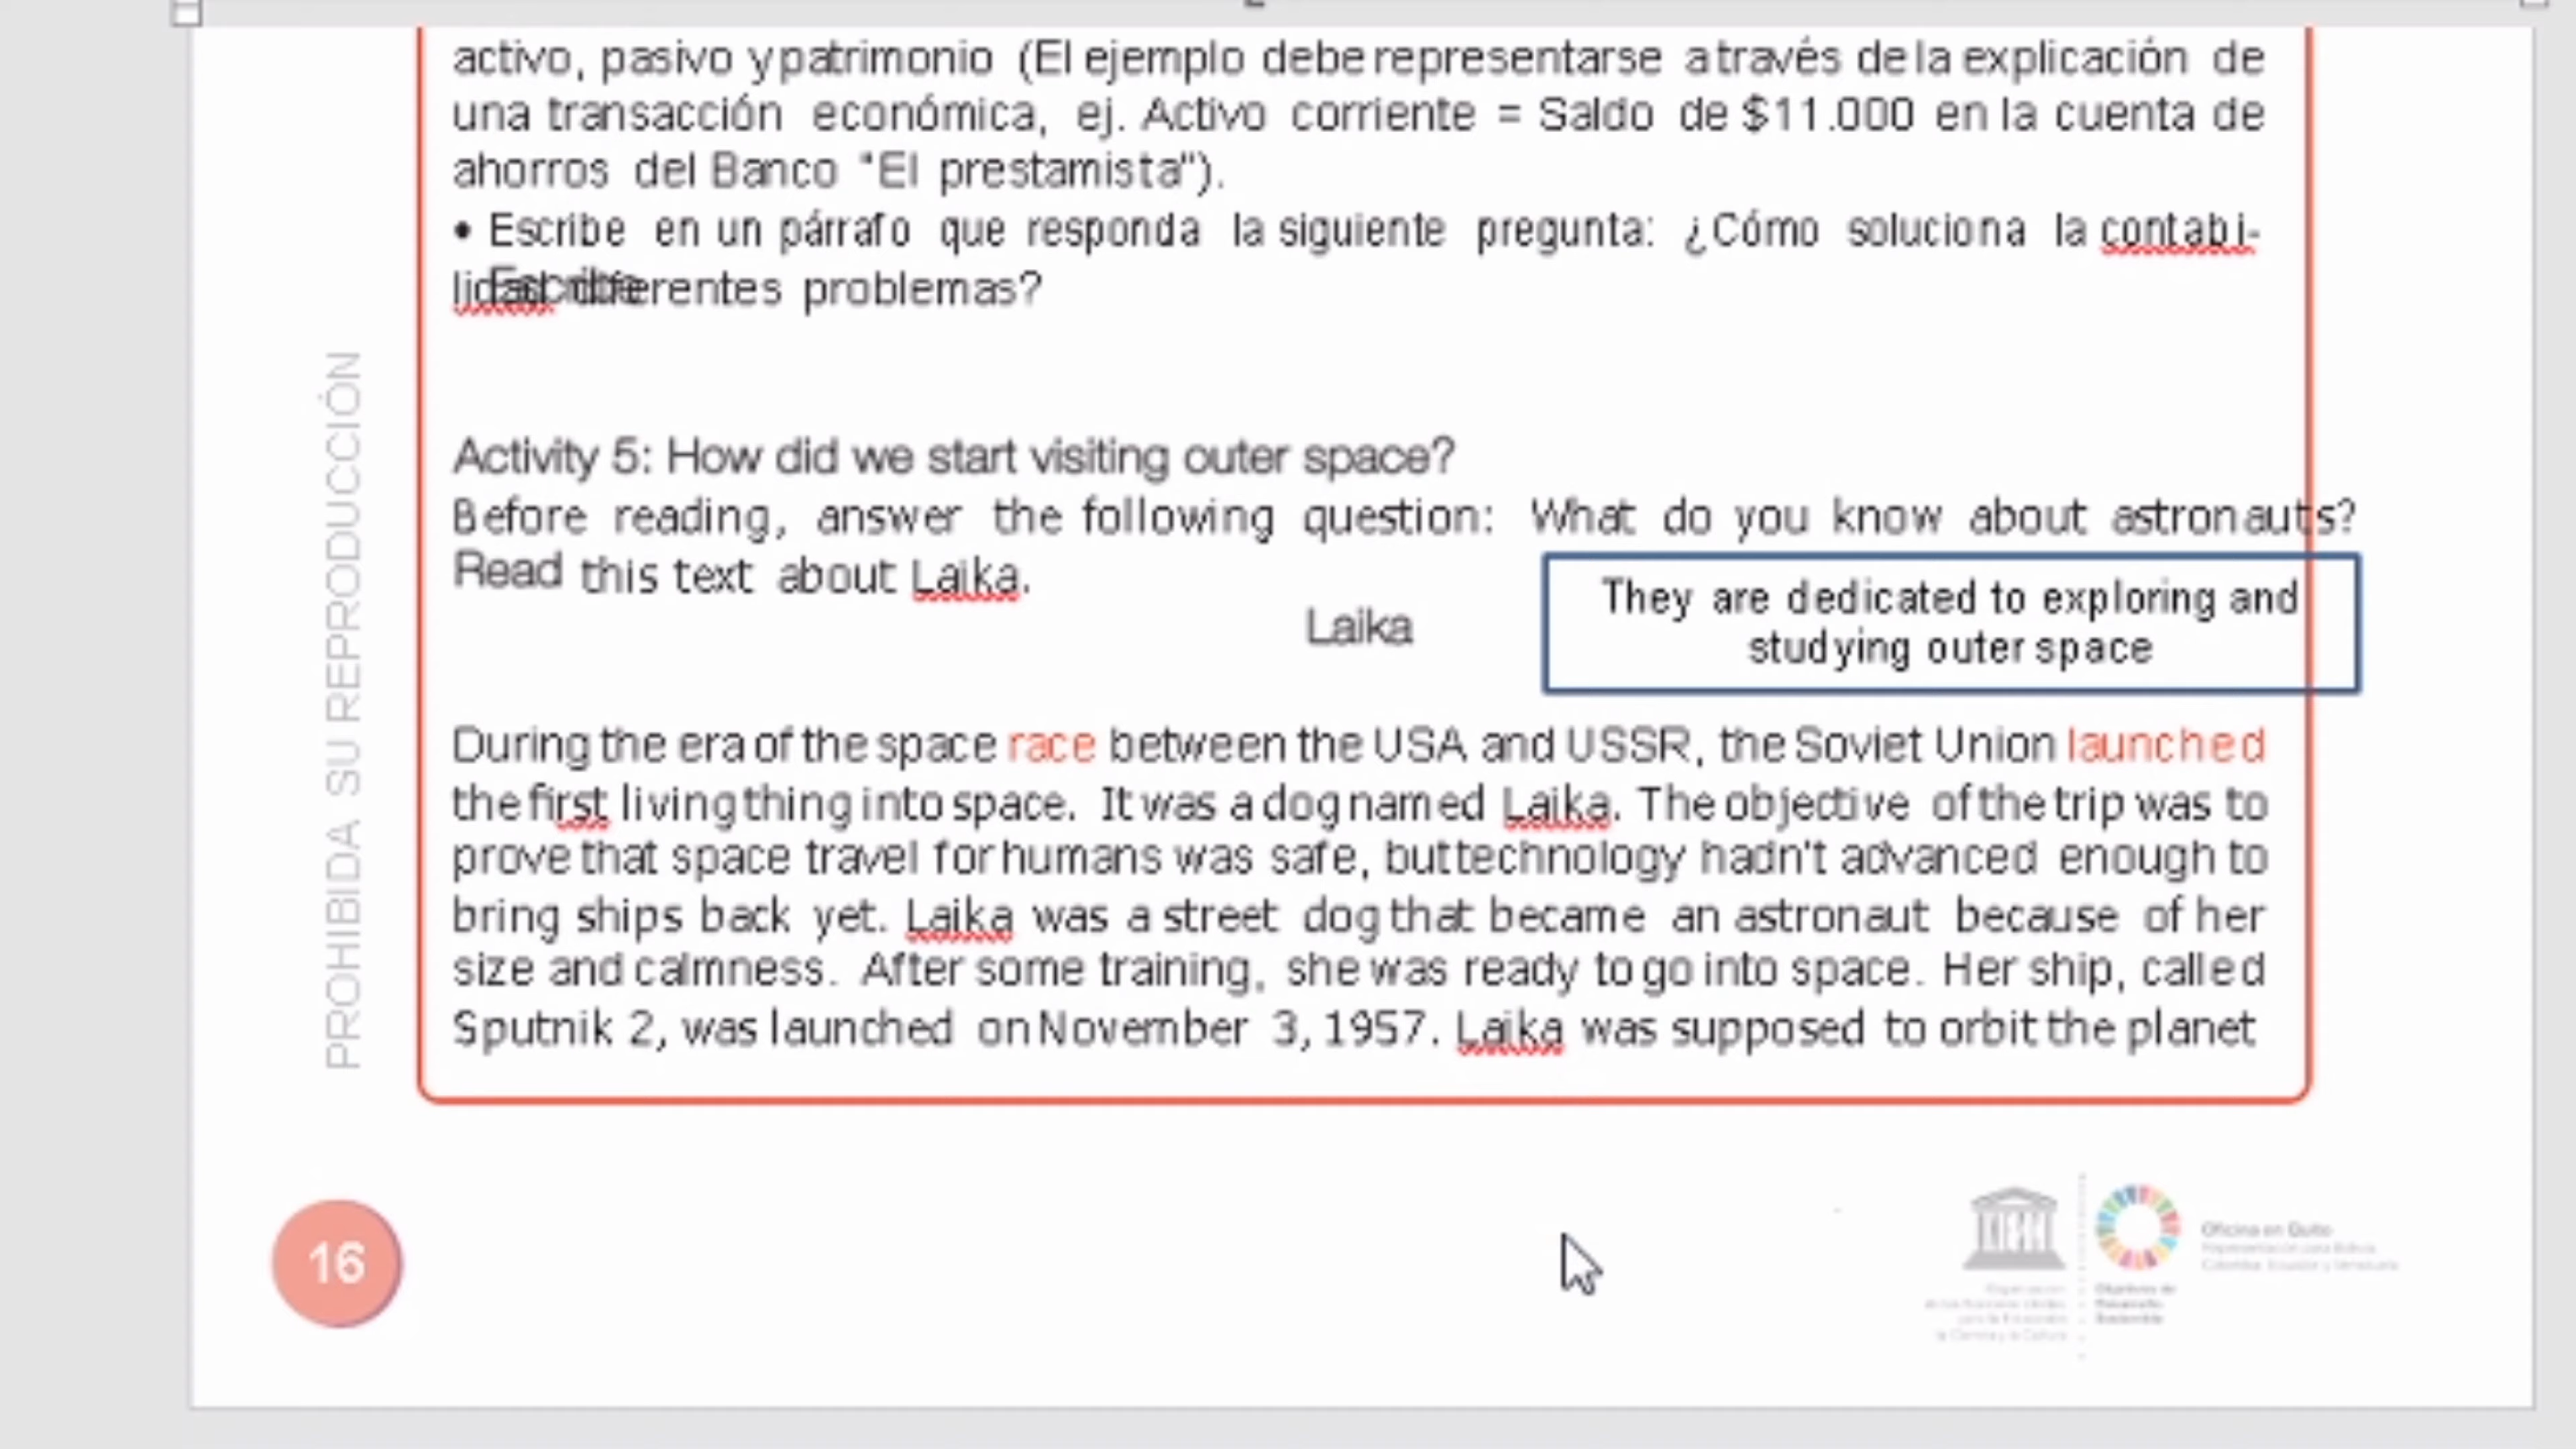 activo, pasivo y patrimonio (El ejemplo debe representarse a través de la explicación de
una transacción económica, ej. Activo corriente = Saldo de $11.000 en la cuenta de
ahorros del Banco "El prestamista").
• Escribe en un párrafo que responda la siguiente pregunta: ¿Cómo soluciona la contabi-
lidad diferentes problemas?
Escribe
Activity 5: How did we start visiting outer space?
Before reading, answer the following question: What do you know about astronauts?
Read this text about Laika.
They are dedicated to exploring and
studying outer space
Laika
During the era of the space race between the USA and USSR, the Soviet Union launched
the first living thing into space. It was a dog named Laika. The objective of the trip was to
prove that space travel for humans was safe, but technology hadn't advanced enough to
bring ships back yet. Laika was a street dog that became an astronaut because of her
size and calmness. After some training, she was ready to go into space. Her ship, called
Sputnik 2, was launched on November 3, 1957. Laika was supposed to orbit the planet
PROHIBIDA SU REPRODUCCIÓN
16
Oficina en Quito
Objetivos de
Desarrollo
Sostenible